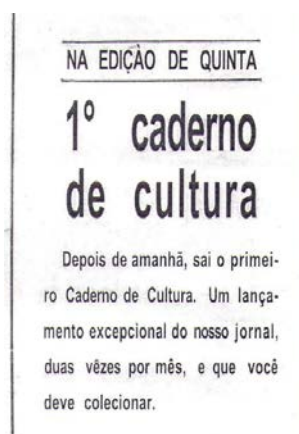 NA EDIÇÃO DE QUINTA
1º caderno
de cultura
Depois de amanhã, sai o primei-
ro Caderno de Cultura. Um lança-
mento excepcional do nosso jornal,
duas vêzes por mês, e que você
deve colecionar.